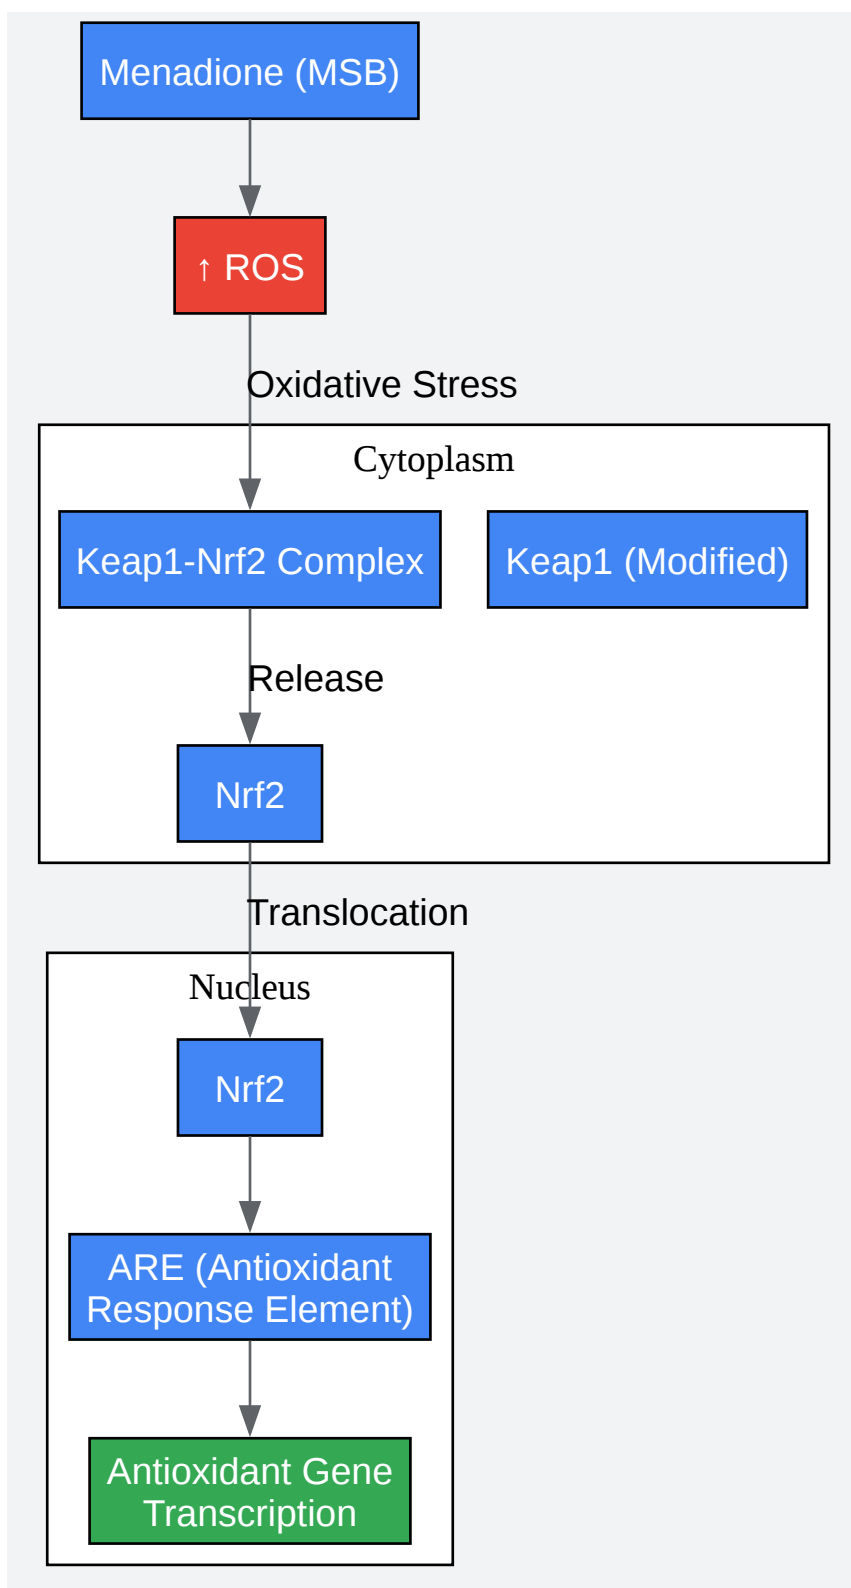 Menadione (MSB)
↑ ROS
Oxidative Stress
Cytoplasm
Keap1-Nrf2 Complex
Keap1 (Modified)
Release
Nrf2
Translocation
Nucleus
Nrf2
ARE (Antioxidant
Response Element)
Antioxidant Gene
Transcription